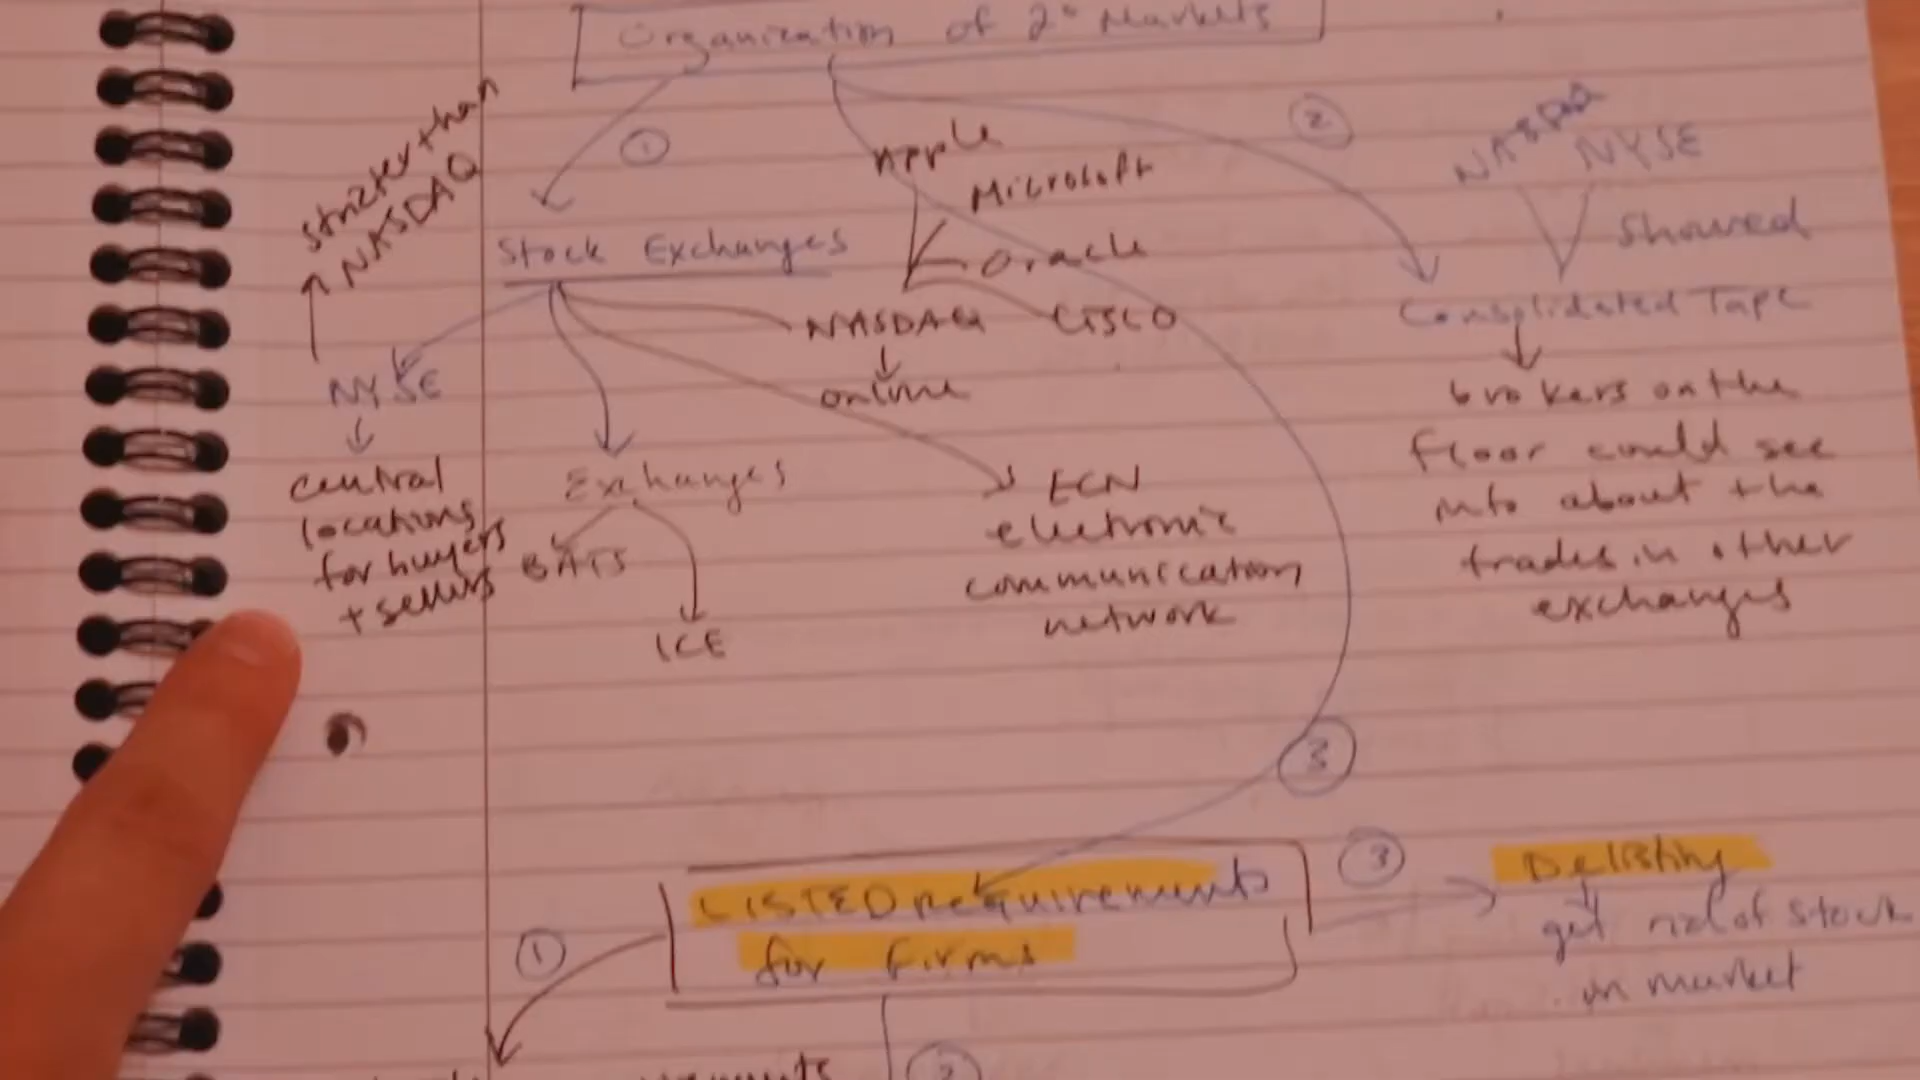 Organization of 2° Markets
①
②
stricter than
NASDAQ
Stock Exchanges
Apple
Microsoft
Oracle
CISCO
NASDAQ
online
NYSE
central
locations
for buyers
+ sellers
Exchanges
BATS
ICE
ECN
electronic
communication
network
NASDAQ
NYSE
Showed
Consolidated Tape
brokers on the
floor could see
info about the
trades in other
exchanges
③
LISTED requirements
for firms
①
②
③
Delisting
get rid of stock
in market